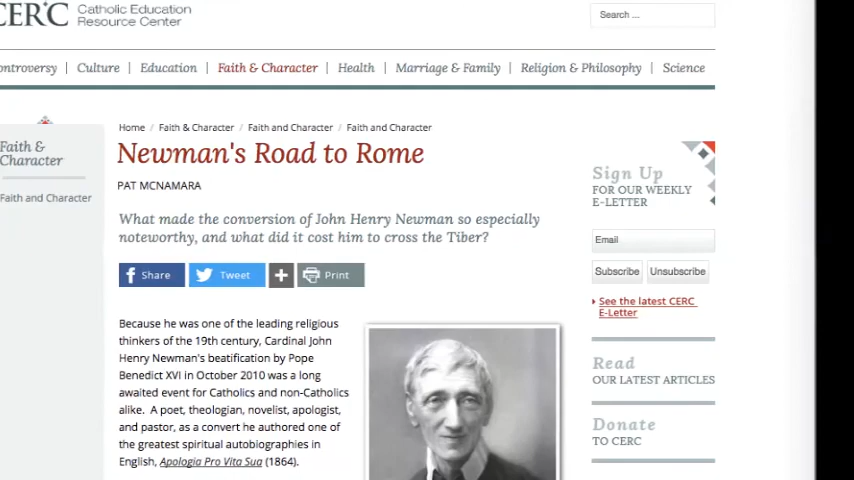 CERC Catholic Education
Resource Center
Search ...
ontroversy | Culture | Education | Faith & Character | Health | Marriage & Family | Religion & Philosophy | Science
Faith &
Character
Faith and Character
Home / Faith & Character / Faith and Character / Faith and Character
Newman's Road to Rome
PAT MCNAMARA
What made the conversion of John Henry Newman so especially
noteworthy, and what did it cost him to cross the Tiber?
Share Tweet + Print
Because he was one of the leading religious
thinkers of the 19th century, Cardinal John
Henry Newman's beatification by Pope
Benedict XVI in October 2010 was a long
awaited event for Catholics and non-Catholics
alike. A poet, theologian, novelist, apologist,
and pastor, as a convert he authored one of
the greatest spiritual autobiographies in
English, Apologia Pro Vita Sua (1864).
Sign Up
FOR OUR WEEKLY
E-LETTER
Email
Subscribe Unsubscribe
See the latest CERC
E-Letter
Read
OUR LATEST ARTICLES
Donate
TO CERC